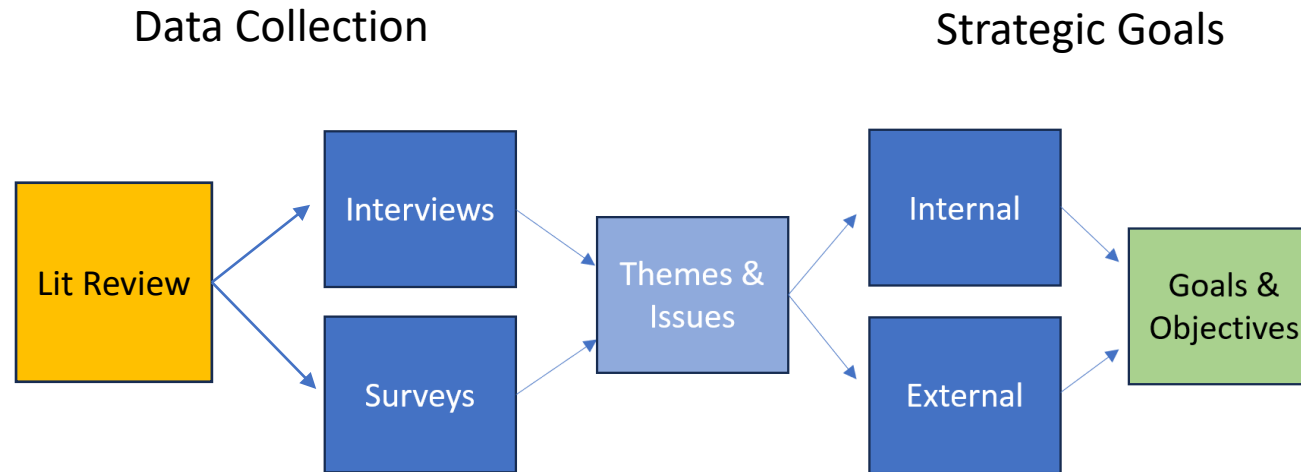 Data Collection
Strategic Goals
Lit Review
Interviews
Surveys
Themes &
Issues
Internal
External
Goals &
Objectives